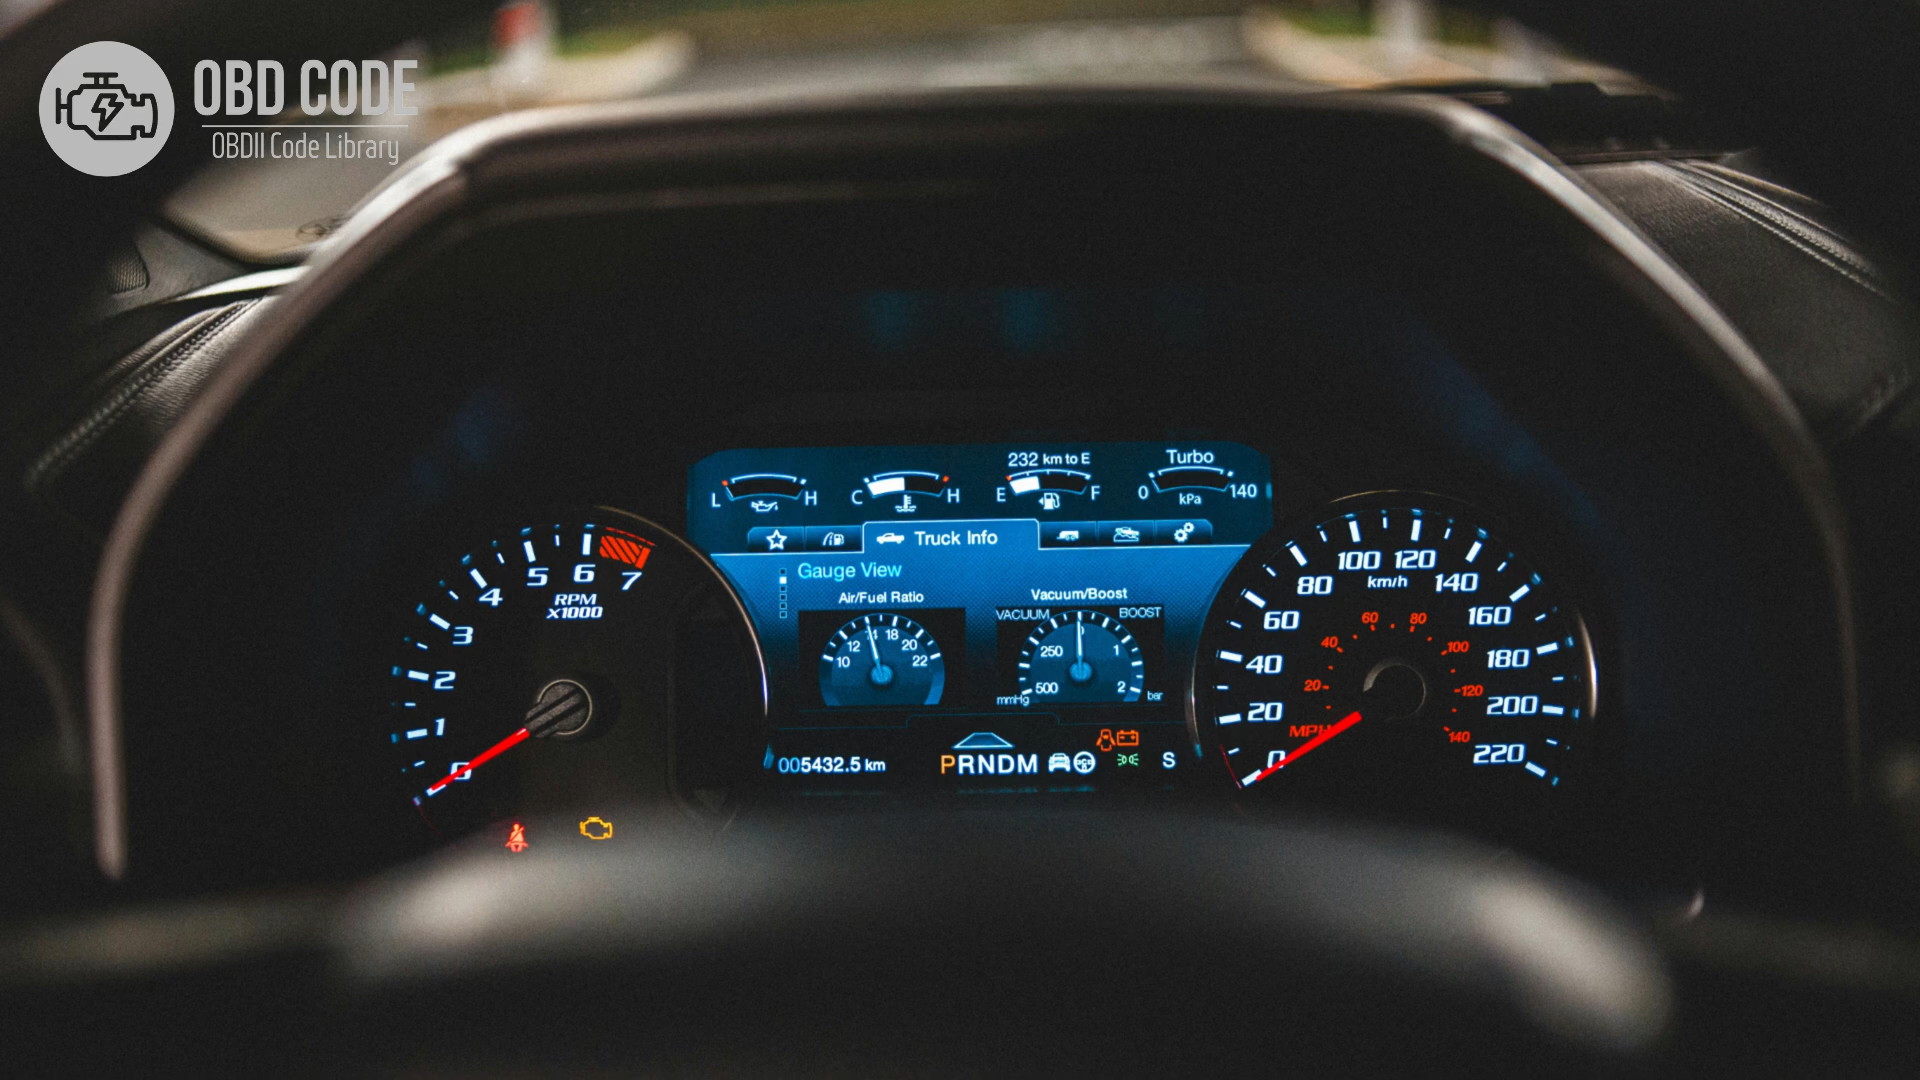 OBD CODE
OBDII Code Library
232 km to E
Turbo
L H
C H
E F
0 140
kPa
Truck Info
Gauge View
Air/Fuel Ratio
10 12 14 18 20 22
Vacuum/Boost
VACUUM BOOST
500 250 0 1 2
mmHg bar
0 1 2 3 4 5 6 7
RPM
X1000
005432.5 km
PRNDM
S
0 20 40 60 80 100 120 140 160 180 200 220
km/h
20 40 60 80 100 120 140
MPH